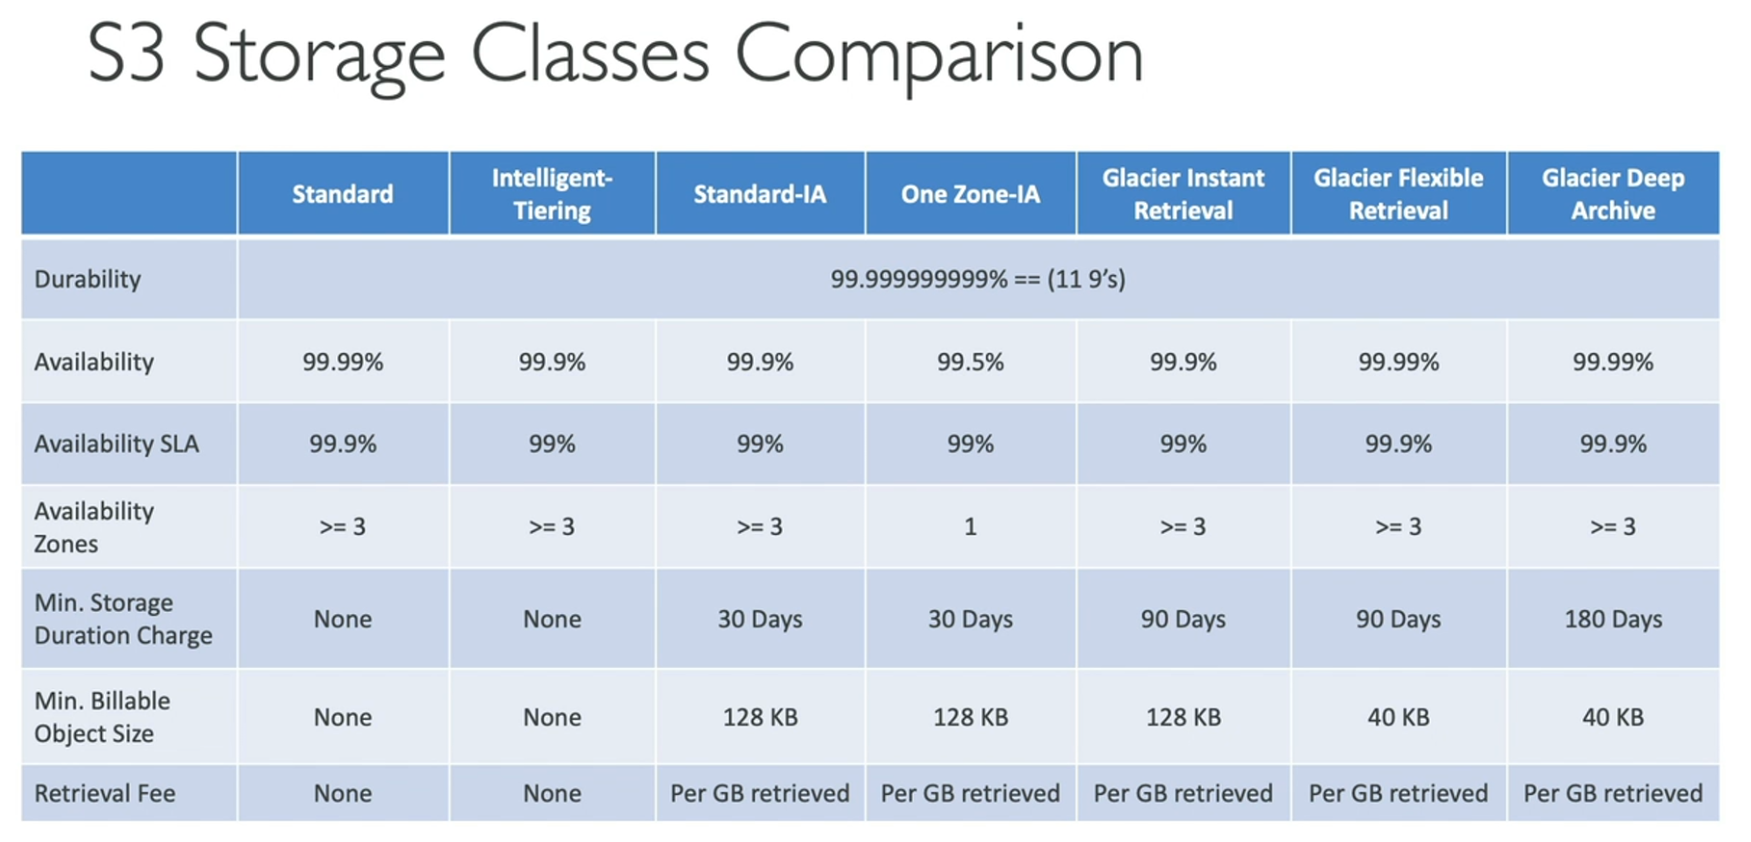 S3 Storage Classes Comparison
Standard
Intelligent-
Tiering
Standard-IA
One Zone-IA
Glacier Instant
Retrieval
Glacier Flexible
Retrieval
Glacier Deep
Archive
Durability
99.999999999% == (11 9’s)
Availability
99.99%
99.9%
99.9%
99.5%
99.9%
99.99%
99.99%
Availability SLA
99.9%
99%
99%
99%
99%
99.9%
99.9%
Availability
Zones
>= 3
>= 3
>= 3
1
>= 3
>= 3
>= 3
Min. Storage
Duration Charge
None
None
30 Days
30 Days
90 Days
90 Days
180 Days
Min. Billable
Object Size
None
None
128 KB
128 KB
128 KB
40 KB
40 KB
Retrieval Fee
None
None
Per GB retrieved
Per GB retrieved
Per GB retrieved
Per GB retrieved
Per GB retrieved